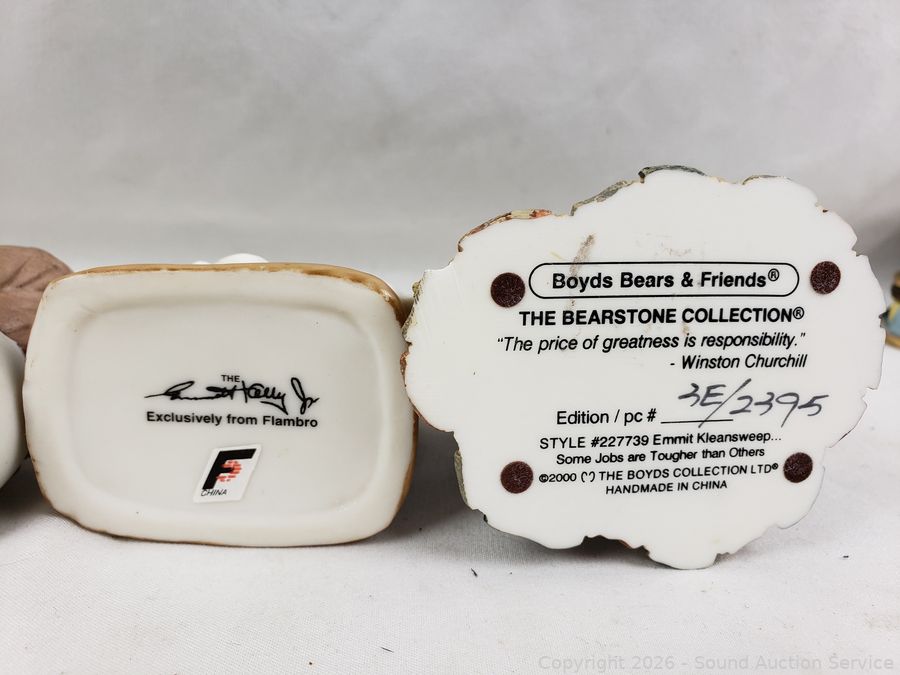 THE
Emmett Kelly Jr
Exclusively from Flambro
F
CHINA
Boyds Bears & Friends®
THE BEARSTONE COLLECTION®
"The price of greatness is responsibility."
- Winston Churchill
Edition / pc # 3E/2395
STYLE #227739 Emmit Kleansweep...
Some Jobs are Tougher than Others
©2000 THE BOYDS COLLECTION LTD®
HANDMADE IN CHINA
Copyright 2026 - Sound Auction Service